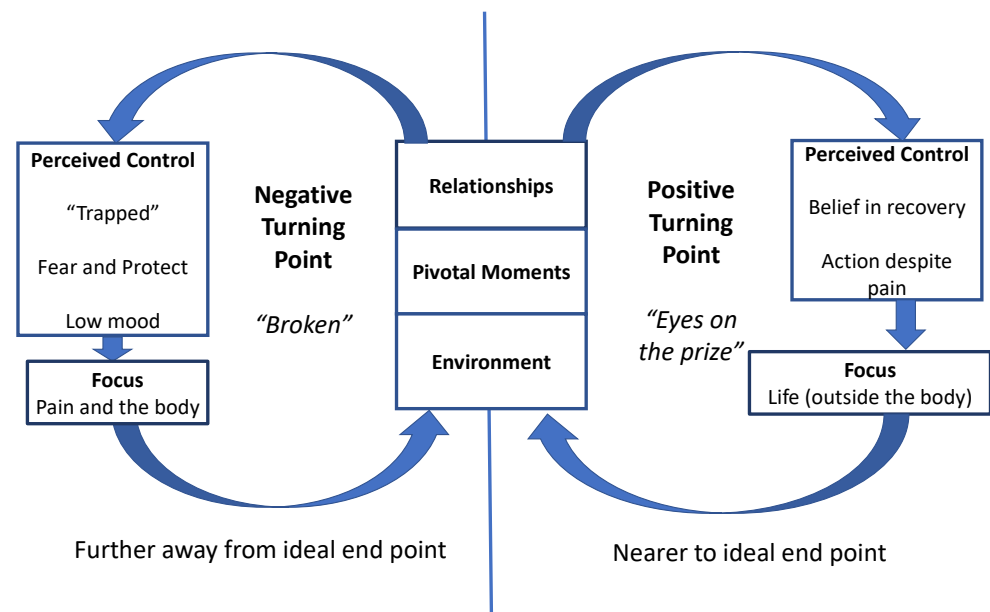 Perceived Control
“Trapped”
Fear and Protect
Low mood
Focus
Pain and the body
Negative
Turning
Point
“Broken”
Relationships
Pivotal Moments
Environment
Positive
Turning
Point
“Eyes on
the prize”
Perceived Control
Belief in recovery
Action despite
pain
Focus
Life (outside the body)
Further away from ideal end point
Nearer to ideal end point